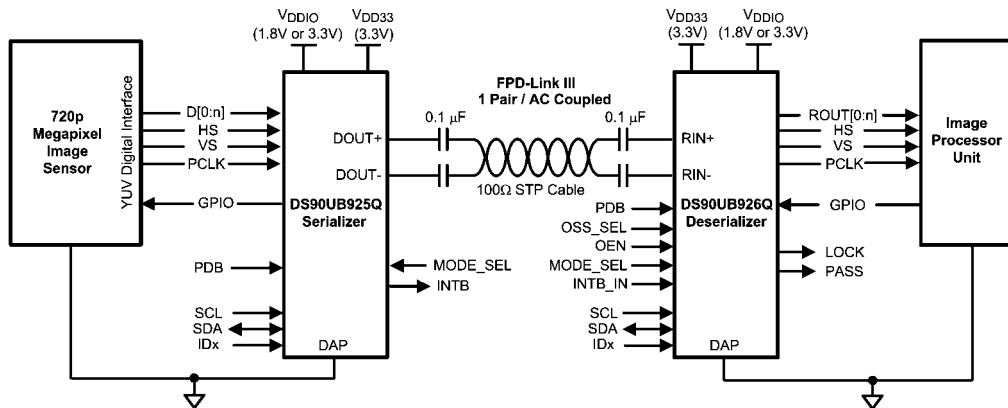 VDDIO
(1.8V or 3.3V)
VDD33
(3.3V)
VDD33
(3.3V)
VDDIO
(1.8V or 3.3V)
720p
Megapixel
Image
Sensor
YUV Digital Interface
D[0:n]
HS
VS
PCLK
GPIO
PDB
SCL
SDA
IDx
DOUT+
DOUT-
DS90UB925Q
Serializer
DAP
MODE_SEL
INTB
FPD-Link III
1 Pair / AC Coupled
0.1 μF
0.1 μF
100Ω STP Cable
PDB
OSS_SEL
OEN
MODE_SEL
INTB_IN
SCL
SDA
IDx
RIN+
RIN-
DS90UB926Q
Deserializer
DAP
ROUT[0:n]
HS
VS
PCLK
GPIO
LOCK
PASS
Image
Processor
Unit